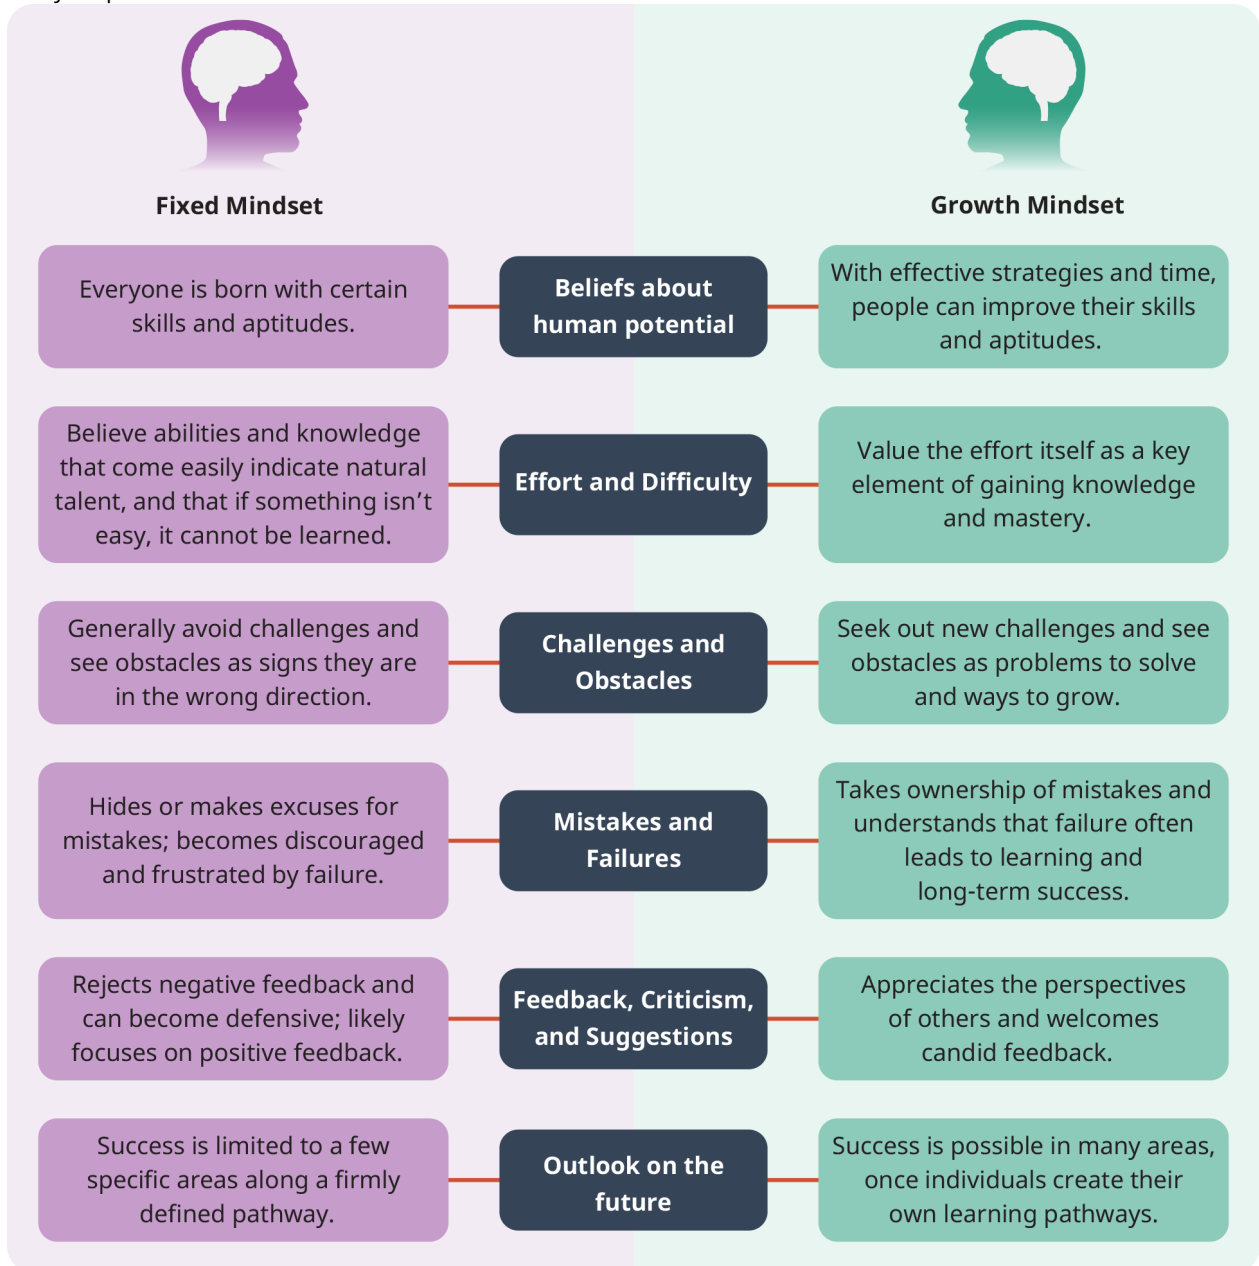 Fixed Mindset
Growth Mindset
Everyone is born with certain
skills and aptitudes.
Beliefs about
human potential
With effective strategies and time,
people can improve their skills
and aptitudes.
Believe abilities and knowledge
that come easily indicate natural
talent, and that if something isn’t
easy, it cannot be learned.
Effort and Difficulty
Value the effort itself as a key
element of gaining knowledge
and mastery.
Generally avoid challenges and
see obstacles as signs they are
in the wrong direction.
Challenges and
Obstacles
Seek out new challenges and see
obstacles as problems to solve
and ways to grow.
Hides or makes excuses for
mistakes; becomes discouraged
and frustrated by failure.
Mistakes and
Failures
Takes ownership of mistakes and
understands that failure often
leads to learning and
long-term success.
Rejects negative feedback and
can become defensive; likely
focuses on positive feedback.
Feedback, Criticism,
and Suggestions
Appreciates the perspectives
of others and welcomes
candid feedback.
Success is limited to a few
specific areas along a firmly
defined pathway.
Outlook on the
future
Success is possible in many areas,
once individuals create their
own learning pathways.